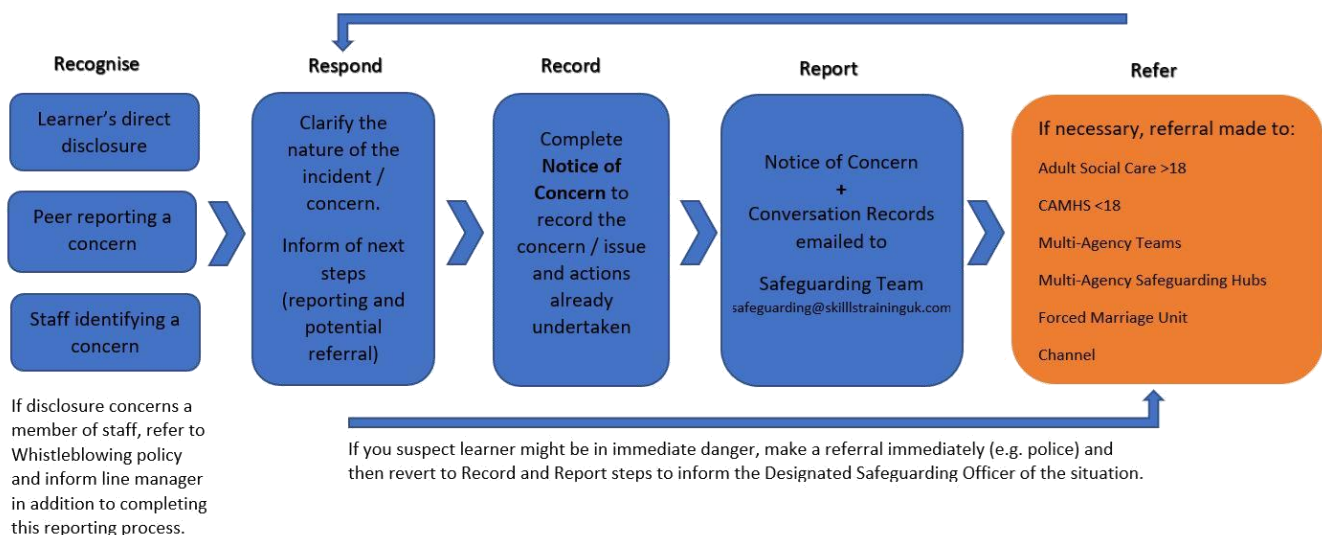 Recognise
Learner's direct
disclosure
Peer reporting a
concern
Staff identifying a
concern
If disclosure concerns a
member of staff, refer to
Whistleblowing policy
and inform line manager
in addition to completing
this reporting process.
Respond
Clarify the
nature of the
incident /
concern.
Inform of next
steps
(reporting and
potential
referral)
Record
Complete
Notice of
Concern to
record the
concern / issue
and actions
already
undertaken
Report
Notice of Concern
+
Conversation Records
emailed to
Safeguarding Team
safeguarding@skilllstraininguk.com
Refer
If necessary, referral made to:
Adult Social Care >18
CAMHS <18
Multi-Agency Teams
Multi-Agency Safeguarding Hubs
Forced Marriage Unit
Channel
If you suspect learner might be in immediate danger, make a referral immediately (e.g. police) and
then revert to Record and Report steps to inform the Designated Safeguarding Officer of the situation.